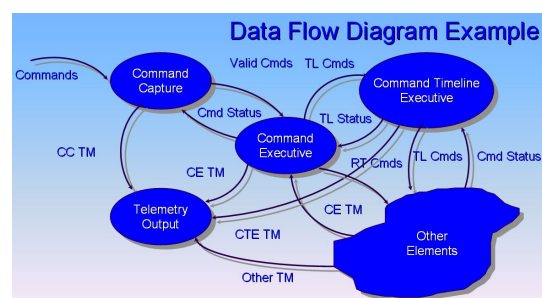 Data Flow Diagram Example
Commands
Command
Capture
Valid Cmds
TL Cmds
Command Timeline
Executive
Cmd Status
TL Status
Command
Executive
CC TM
CE TM
RT Cmds
TL Cmds
Cmd Status
Telemetry
Output
CE TM
CTE TM
Other
Elements
Other TM